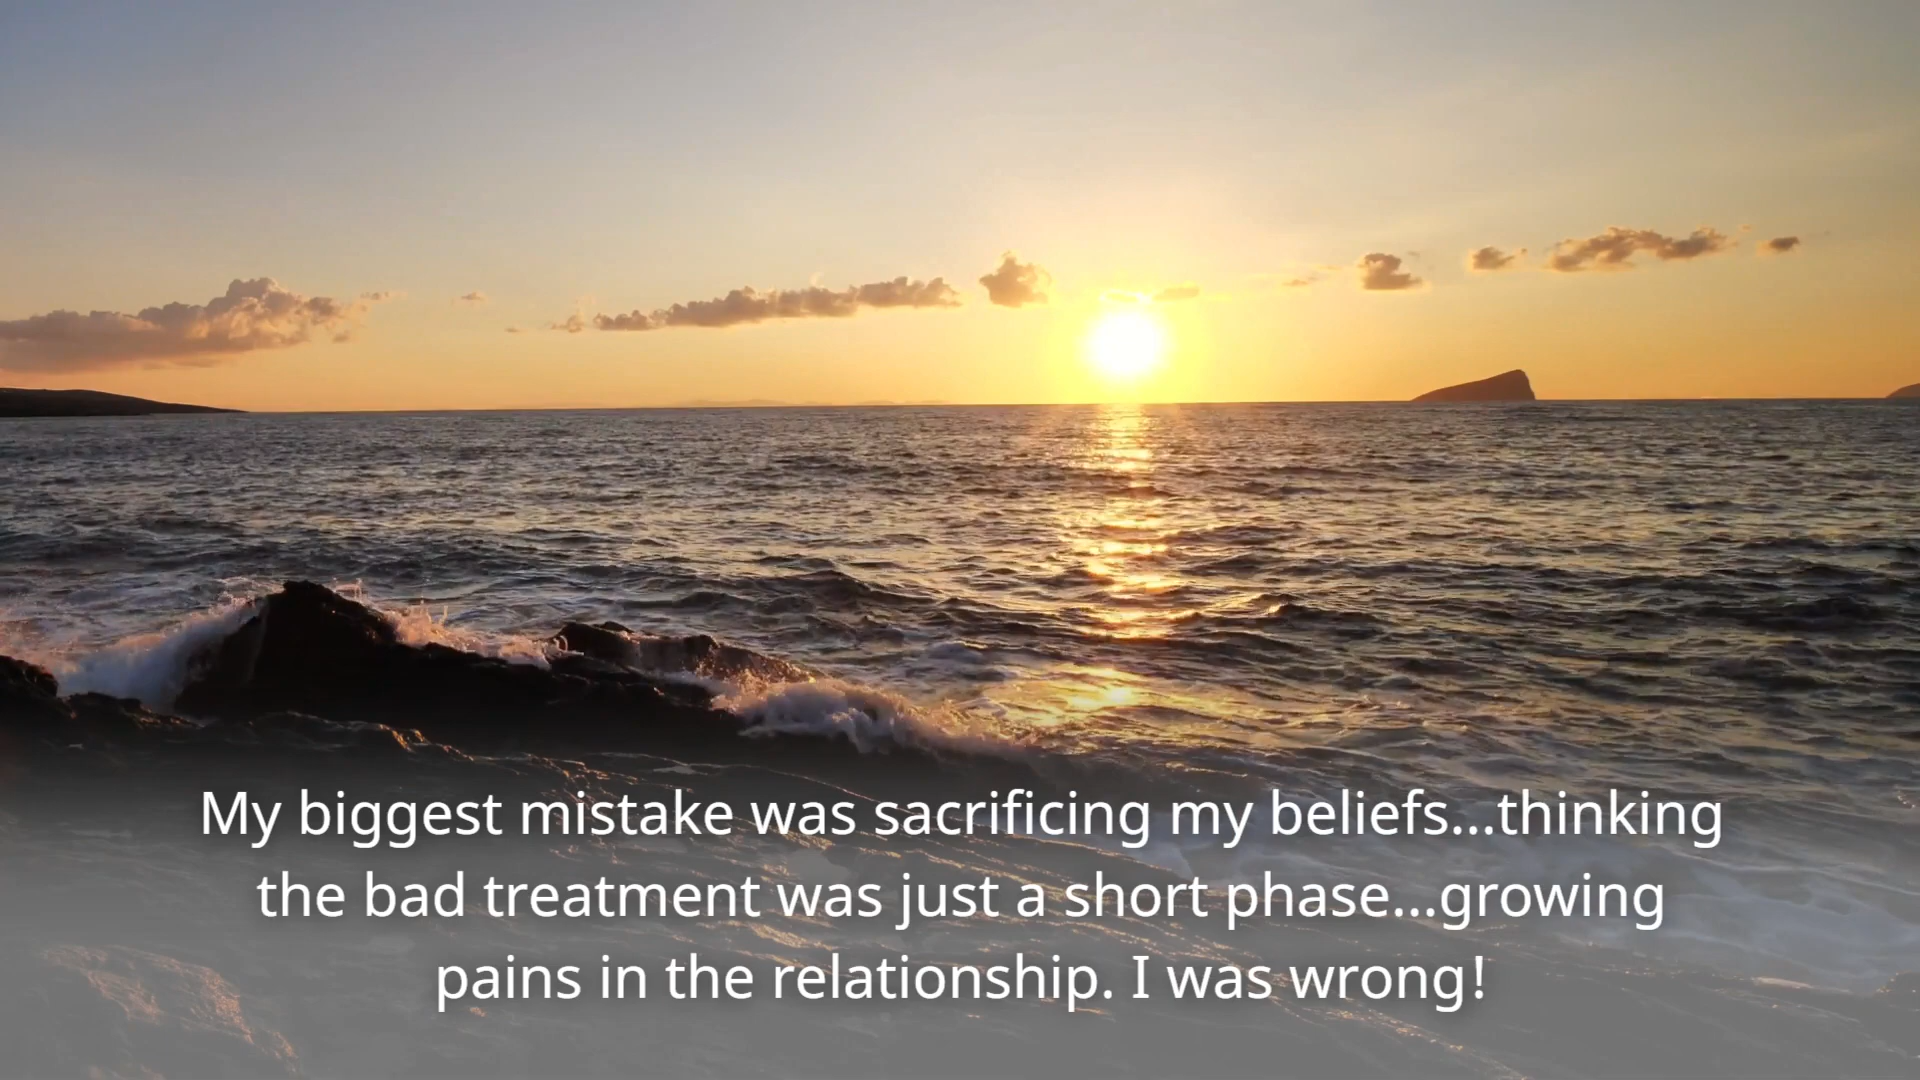 My biggest mistake was sacrificing my beliefs...thinking
the bad treatment was just a short phase...growing
pains in the relationship. I was wrong!